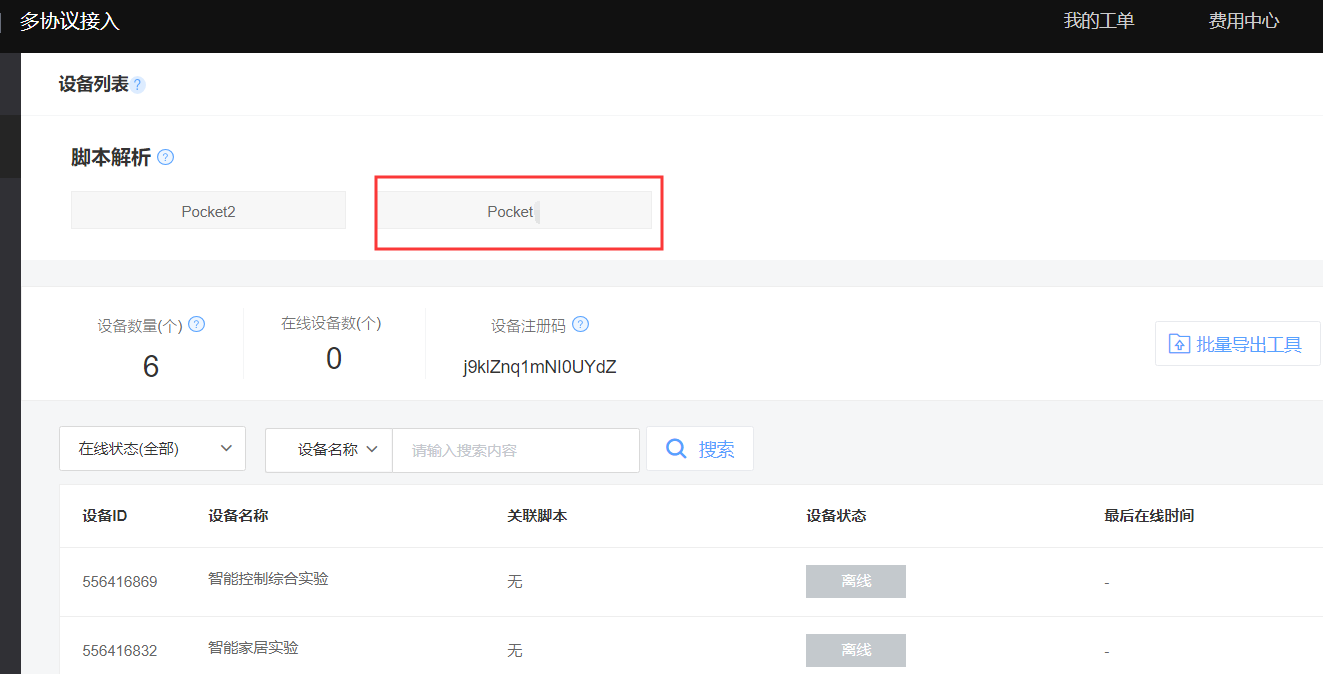 多协议接入 我的工单 费用中心
设备列表 ?
脚本解析 ?
Pocket2 Pocket
设备数量(个) ? 在线设备数(个) 设备注册码 ?
6 0 j9klZnq1mNI0UYdZ
批量导出工具
在线状态(全部) 设备名称 请输入搜索内容 搜索
设备ID 设备名称 关联脚本 设备状态 最后在线时间
556416869 智能控制综合实验 无 离线 -
556416832 智能家居实验 无 离线 -